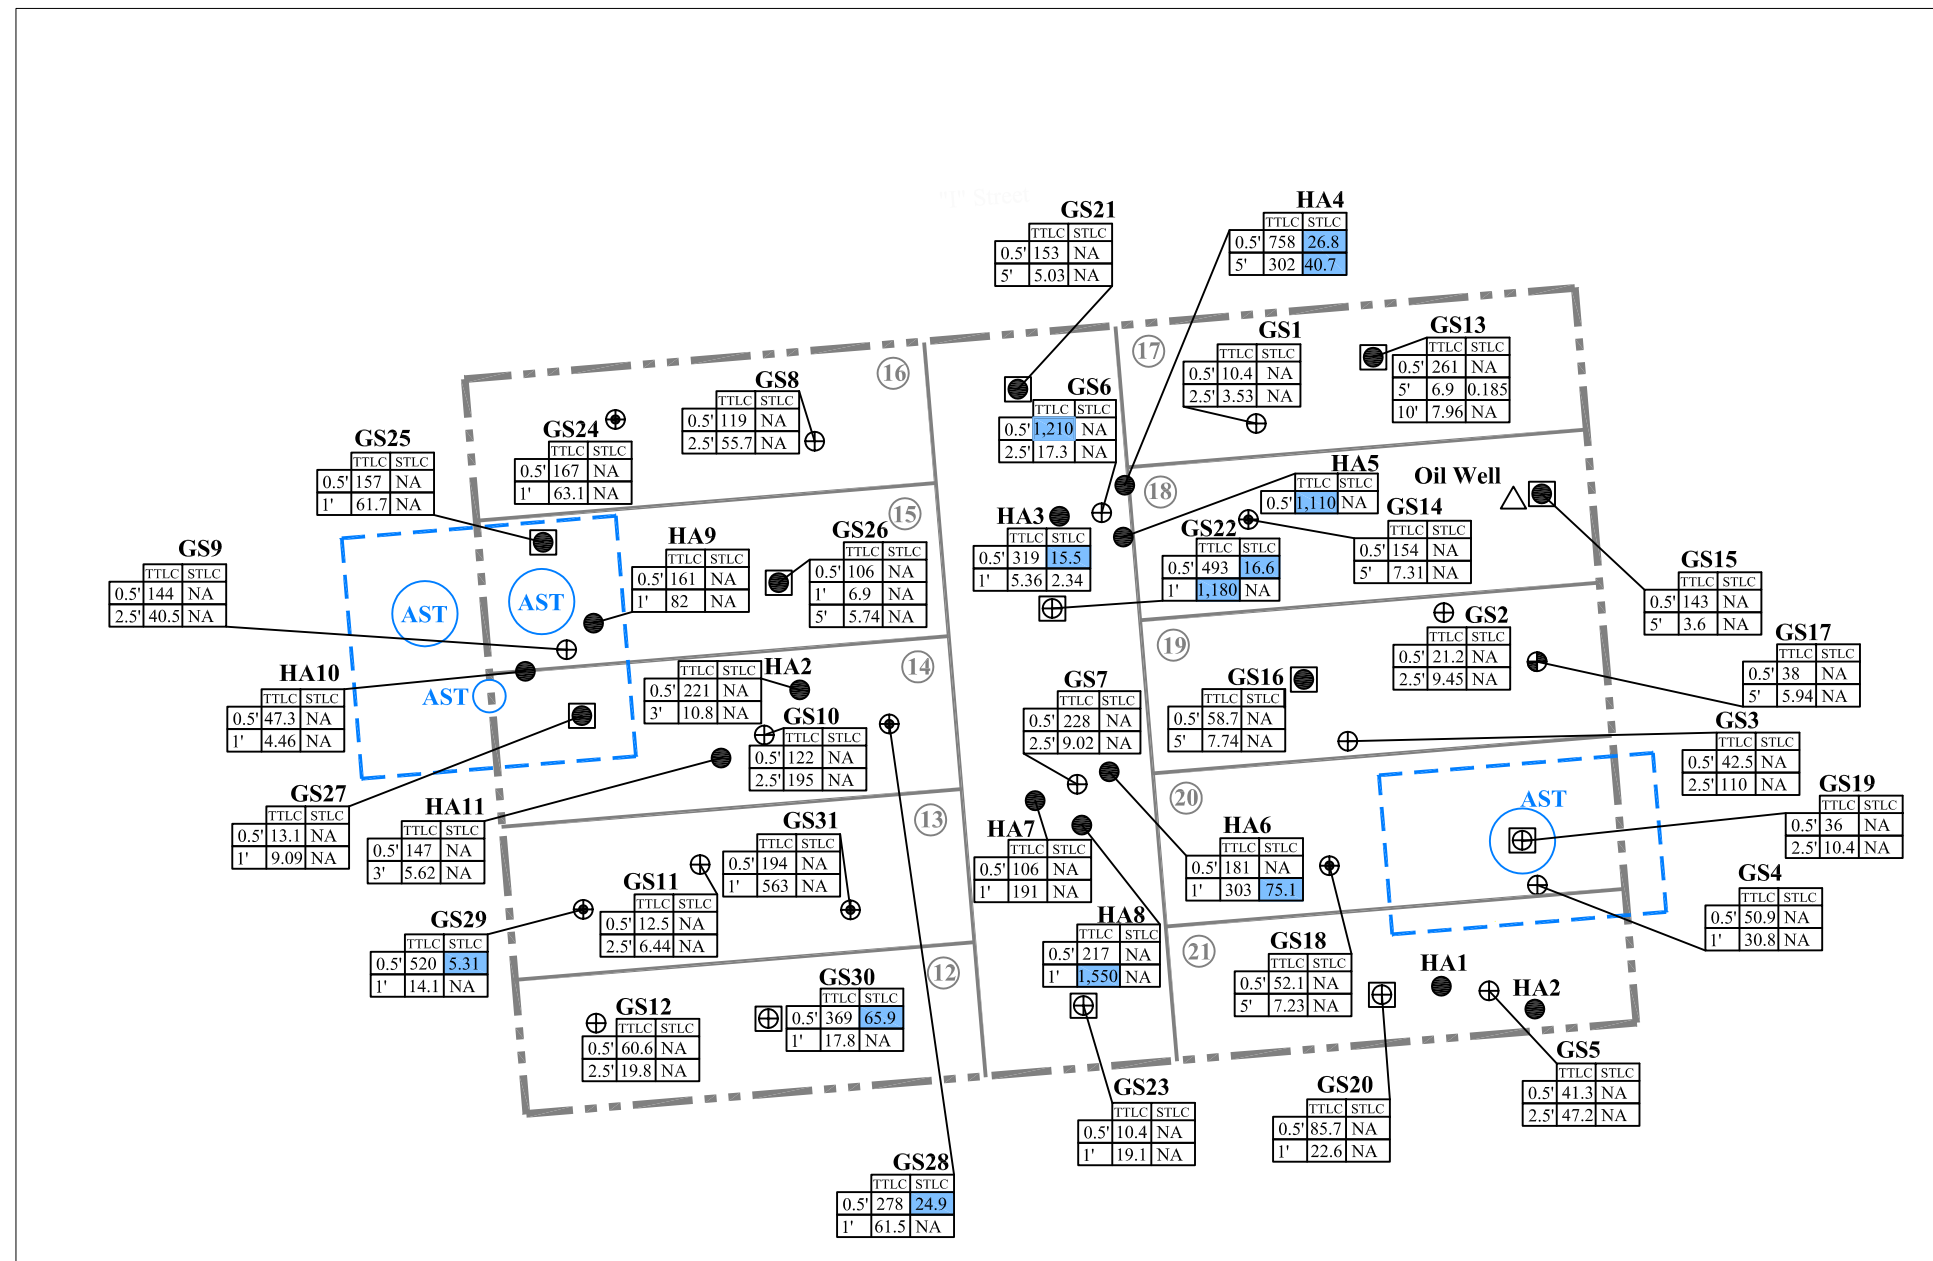 "I" Street
GS21
TTLC STLC
0.5' 153 NA
5' 5.03 NA
HA4
TTLC STLC
0.5' 758 26.8
5' 302 40.7
16
17
GS1
TTLC STLC
0.5' 10.4 NA
2.5' 3.53 NA
GS13
TTLC STLC
0.5' 261 NA
5' 6.9 0.185
10' 7.96 NA
GS8
TTLC STLC
0.5' 119 NA
2.5' 55.7 NA
GS6
TTLC STLC
0.5' 1,210 NA
2.5' 17.3 NA
GS24
TTLC STLC
0.5' 167 NA
1' 63.1 NA
GS25
TTLC STLC
0.5' 157 NA
1' 61.7 NA
15
18
HA5
TTLC STLC
0.5' 1,110 NA
Oil Well
GS14
TTLC STLC
0.5' 154 NA
5' 7.31 NA
HA3
TTLC STLC
0.5' 319 15.5
1' 5.36 2.34
GS22
TTLC STLC
0.5' 493 16.6
1' 1,180 NA
GS9
TTLC STLC
0.5' 144 NA
2.5' 40.5 NA
AST
AST
HA9
TTLC STLC
0.5' 161 NA
1' 82 NA
GS26
TTLC STLC
0.5' 106 NA
1' 6.9 NA
5' 5.74 NA
GS15
TTLC STLC
0.5' 143 NA
5' 3.6 NA
19
GS2
TTLC STLC
0.5' 21.2 NA
2.5' 9.45 NA
GS17
TTLC STLC
0.5' 38 NA
5' 5.94 NA
HA10
TTLC STLC
0.5' 47.3 NA
1' 4.46 NA
AST
HA2
TTLC STLC
0.5' 221 NA
3' 10.8 NA
14
GS7
TTLC STLC
0.5' 228 NA
2.5' 9.02 NA
GS16
TTLC STLC
0.5' 58.7 NA
5' 7.74 NA
GS10
TTLC STLC
0.5' 122 NA
2.5' 195 NA
GS3
TTLC STLC
0.5' 42.5 NA
2.5' 110 NA
GS27
TTLC STLC
0.5' 13.1 NA
1' 9.09 NA
HA11
TTLC STLC
0.5' 147 NA
3' 5.62 NA
13
20
AST
GS19
TTLC STLC
0.5' 36 NA
2.5' 10.4 NA
GS31
TTLC STLC
0.5' 194 NA
1' 563 NA
HA7
TTLC STLC
0.5' 106 NA
1' 191 NA
HA6
TTLC STLC
0.5' 181 NA
1' 303 75.1
GS11
TTLC STLC
0.5' 12.5 NA
2.5' 6.44 NA
GS4
TTLC STLC
0.5' 50.9 NA
1' 30.8 NA
GS29
TTLC STLC
0.5' 520 5.31
1' 14.1 NA
HA8
TTLC STLC
0.5' 217 NA
1' 1,550 NA
12
21
GS18
TTLC STLC
0.5' 52.1 NA
5' 7.23 NA
HA1
HA2
GS30
TTLC STLC
0.5' 369 65.9
1' 17.8 NA
GS12
TTLC STLC
0.5' 60.6 NA
2.5' 19.8 NA
GS5
TTLC STLC
0.5' 41.3 NA
2.5' 47.2 NA
GS23
TTLC STLC
0.5' 10.4 NA
1' 19.1 NA
GS20
TTLC STLC
0.5' 85.7 NA
1' 22.6 NA
GS28
TTLC STLC
0.5' 278 24.9
1' 61.5 NA